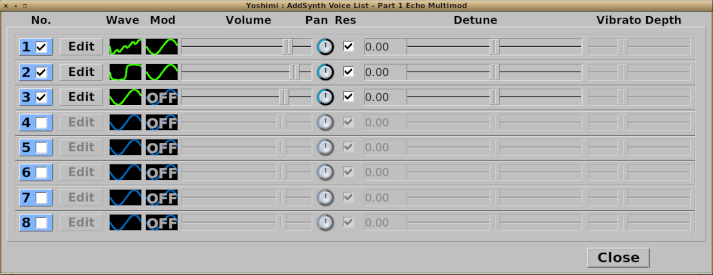 Yoshimi : AddSynth Voice List - Part 1 Echo Multimod
No. Wave Mod Volume Pan Res Detune Vibrato Depth
1 Edit 0.00
2 Edit 0.00
3 Edit OFF 0.00
4 Edit OFF 0.00
5 Edit OFF 0.00
6 Edit OFF 0.00
7 Edit OFF 0.00
8 Edit OFF 0.00
Close